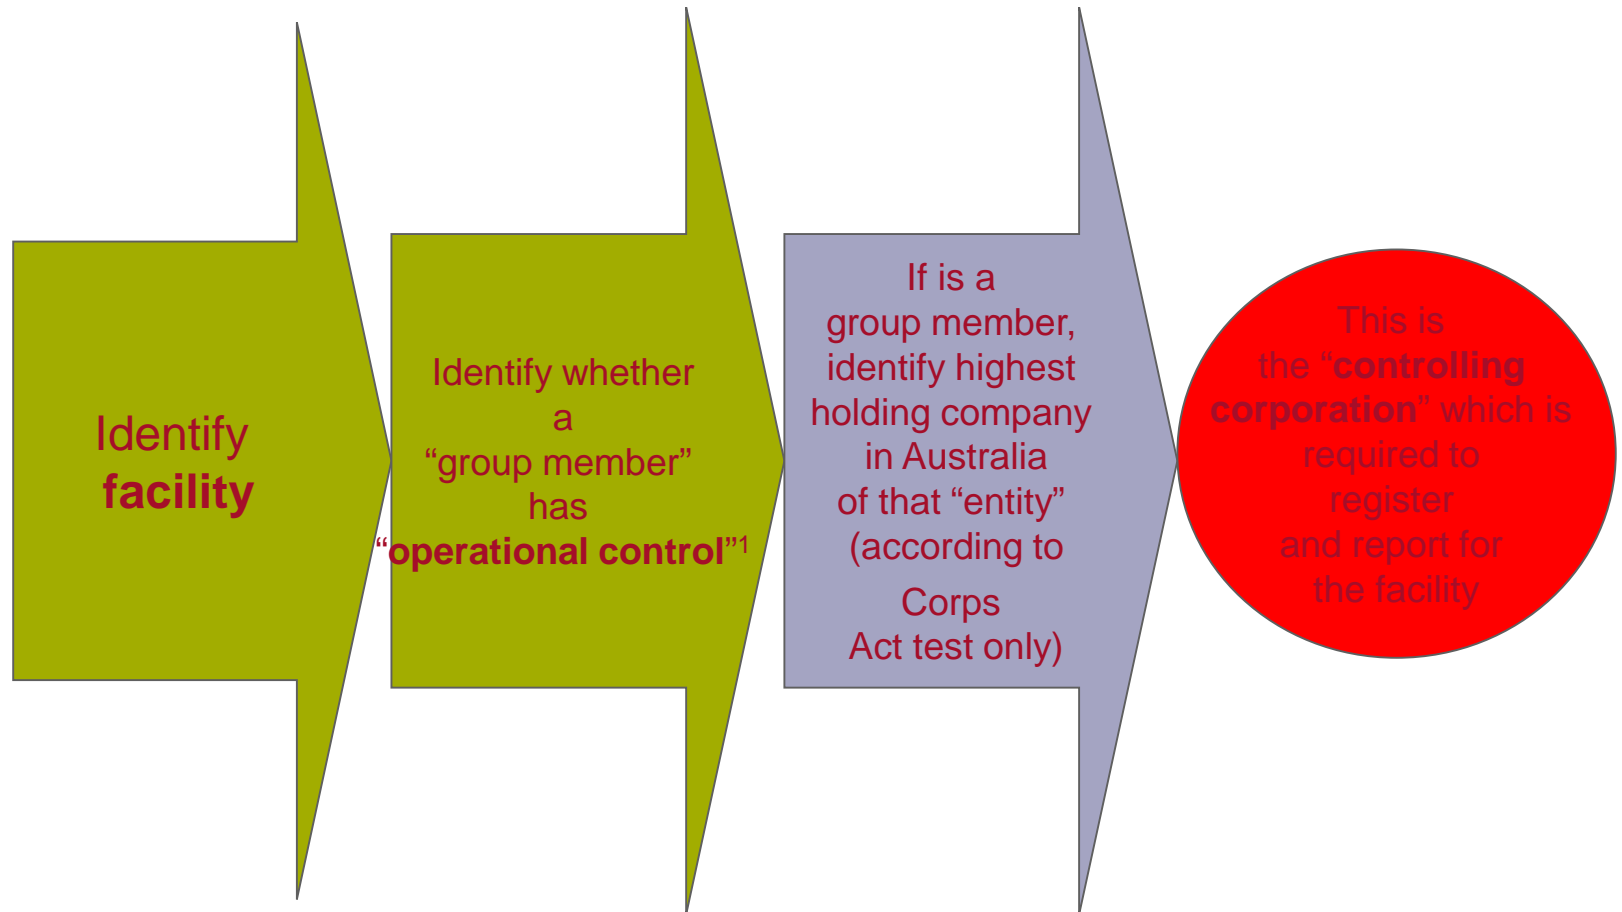 Identify
facility
Identify whether
a
“group member”
has
“operational control”1
If is a
group member,
identify highest
holding company
in Australia
of that “entity”
(according to
Corps
Act test only)
This is
the “controlling
corporation” which is
required to
register
and report for
the facility